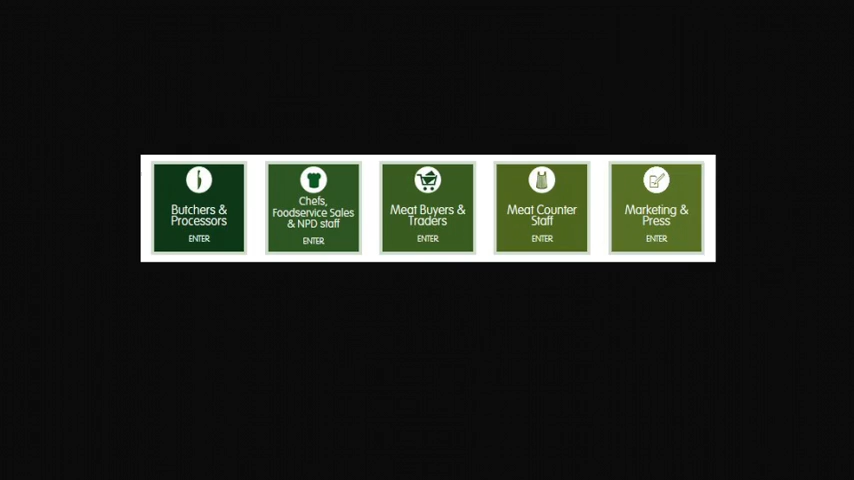 Butchers &
Processors
ENTER
Chefs,
Foodservice Sales
& NPD staff
ENTER
Meat Buyers &
Traders
ENTER
Meat Counter
Staff
ENTER
Marketing &
Press
ENTER